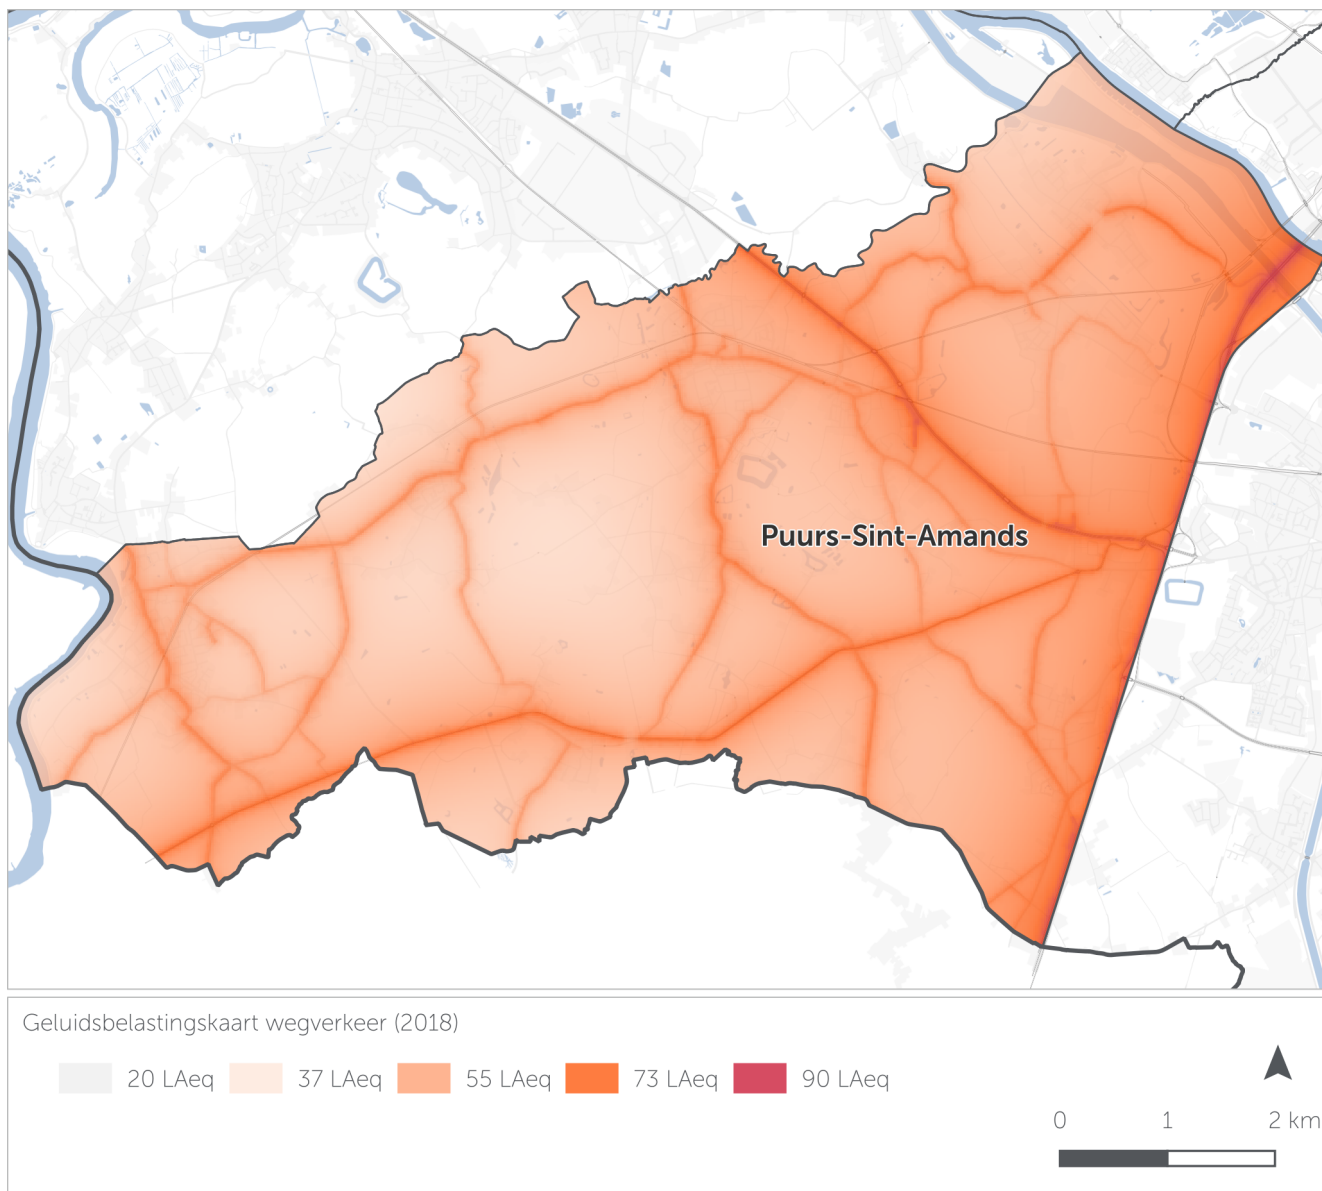 Puurs-Sint-Amands
Geluidsbelastingskaart wegverkeer (2018)
20 LAeq 37 LAeq 55 LAeq 73 LAeq 90 LAeq
0 1 2 km